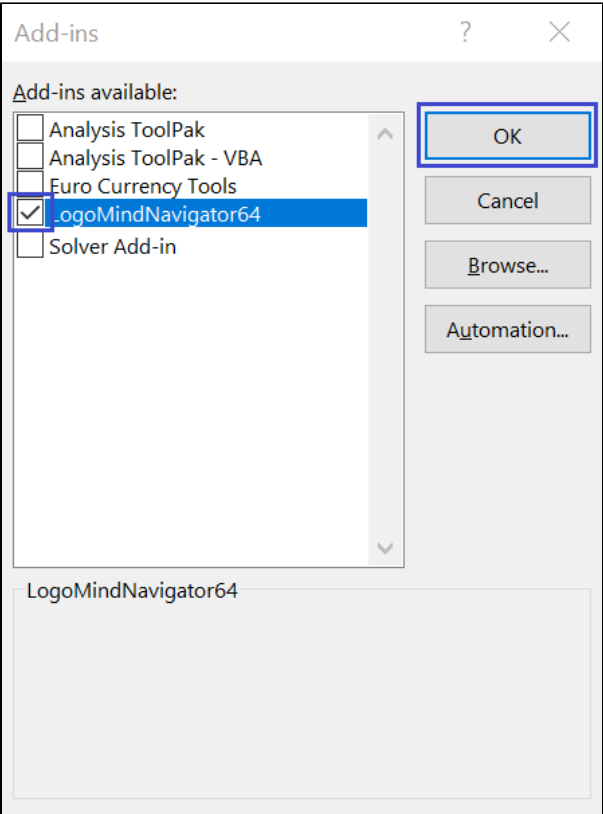 Add-ins
?
Add-ins available:
Analysis ToolPak
Analysis ToolPak - VBA
Euro Currency Tools
LogoMindNavigator64
Solver Add-in
OK
Cancel
Browse...
Automation...
LogoMindNavigator64